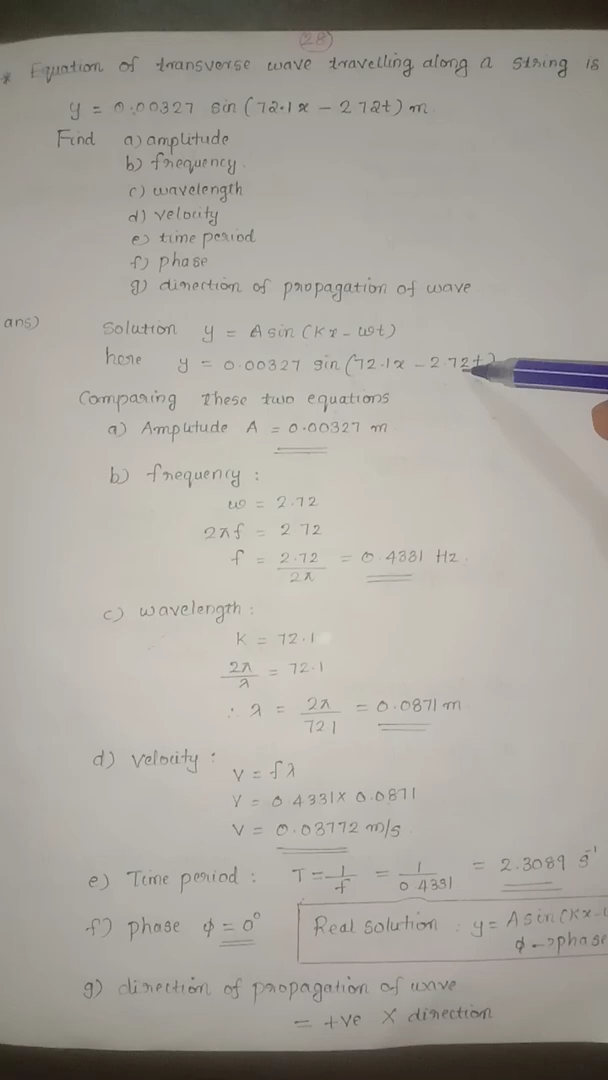 28
* Equation of transverse wave travelling along a string is
y = 0.00327 sin (72.1x - 2.72t) m
Find a) amplitude
b) frequency.
c) wavelength
d) velocity
e) time period
f) phase
g) direction of propagation of wave
ans) Solution y = A sin (Kx - ωt)
here y = 0.00327 sin (72.1x - 2.72t)
Comparing These two equations
a) Amplitude A = 0.00327 m
b) frequency :
ω = 2.72
2πf = 2.72
f = 2.72/2π = 0.4331 Hz.
c) wavelength :
K = 72.1
2π/λ = 72.1
∴ λ = 2π/72.1 = 0.0871 m
d) velocity :
V = fλ
V = 0.4331 X 0.0871
V = 0.03772 m/s.
e) Time period : T = 1/f = 1/0.4331 = 2.3089 s⁻¹
f) phase ϕ = 0°
Real solution : y = A sin (Kx -
ϕ -> phase
g) direction of propagation of wave
= +ve X direction